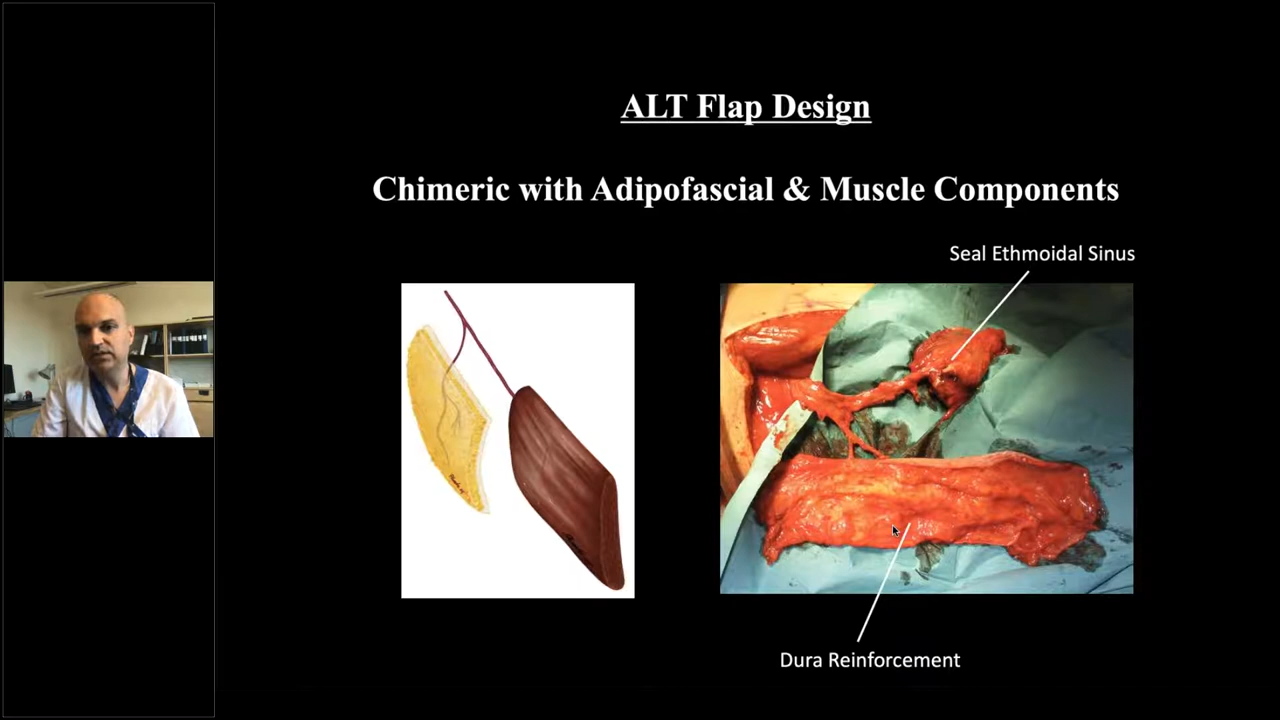 ALT Flap Design
Chimeric with Adipofascial & Muscle Components
Seal Ethmoidal Sinus
Dura Reinforcement